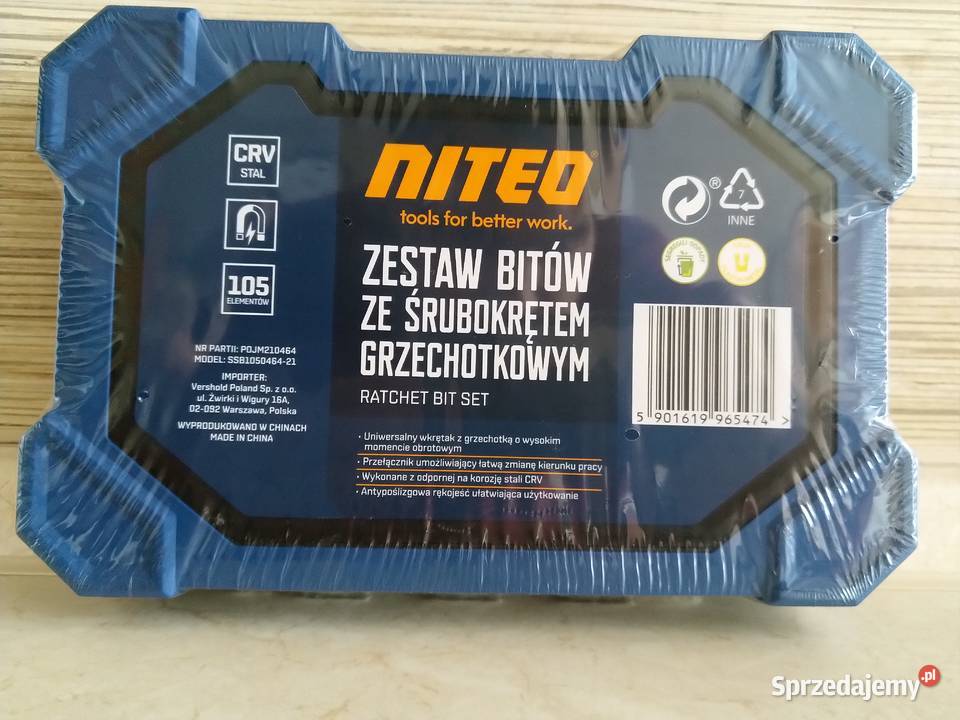 CRV
STAL
105
ELEMENTÓW
NR PARTII: POJM210464
MODEL: SSB1050464-21
IMPORTER:
Vershold Poland Sp. z o.o.
ul. Żwirki i Wigury 16A,
02-092 Warszawa, Polska
WYPRODUKOWANO W CHINACH
MADE IN CHINA
NITEO®
tools for better work.
ZESTAW BITÓW
ZE ŚRUBOKRĘTEM
GRZECHOTKOWYM
RATCHET BIT SET
• Uniwersalny wkrętak z grzechotką o wysokim
momencie obrotowym
• Przełącznik umożliwiający łatwą zmianę kierunku pracy
• Wykonane z odpornej na korozję stali CRV
• Antypoślizgowa rękojeść ułatwiająca użytkowanie
®
7
INNE
SEGREGUJ ODPADY
5 901619 965474 >
Sprzedajemy.pl